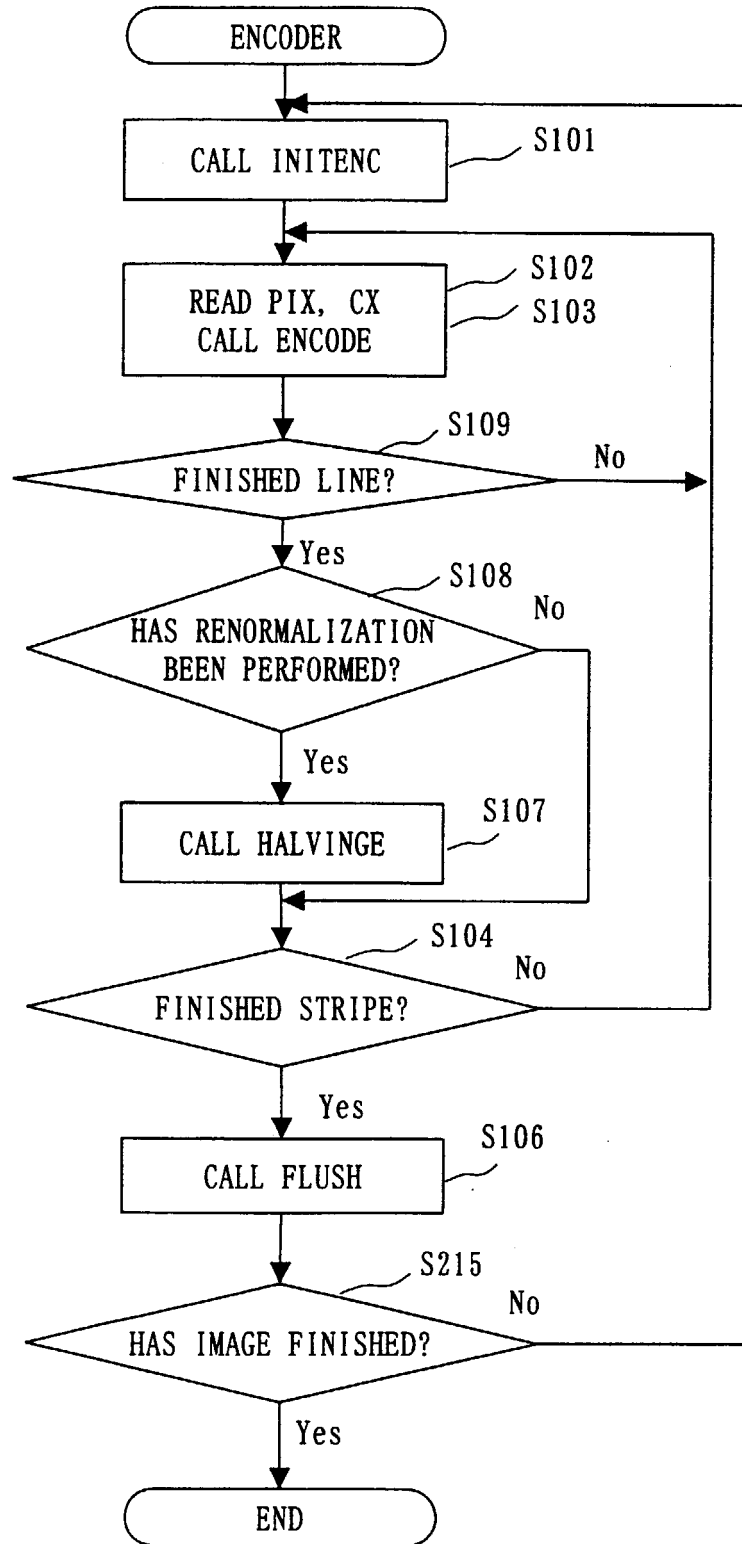 ENCODER
CALL INITENC
S101
READ PIX, CX
CALL ENCODE
S102
S103
FINISHED LINE?
S109
No
Yes
HAS RENORMALIZATION
BEEN PERFORMED?
S108
No
Yes
CALL HALVINGE
S107
FINISHED STRIPE?
S104
No
Yes
CALL FLUSH
S106
HAS IMAGE FINISHED?
S215
No
Yes
END